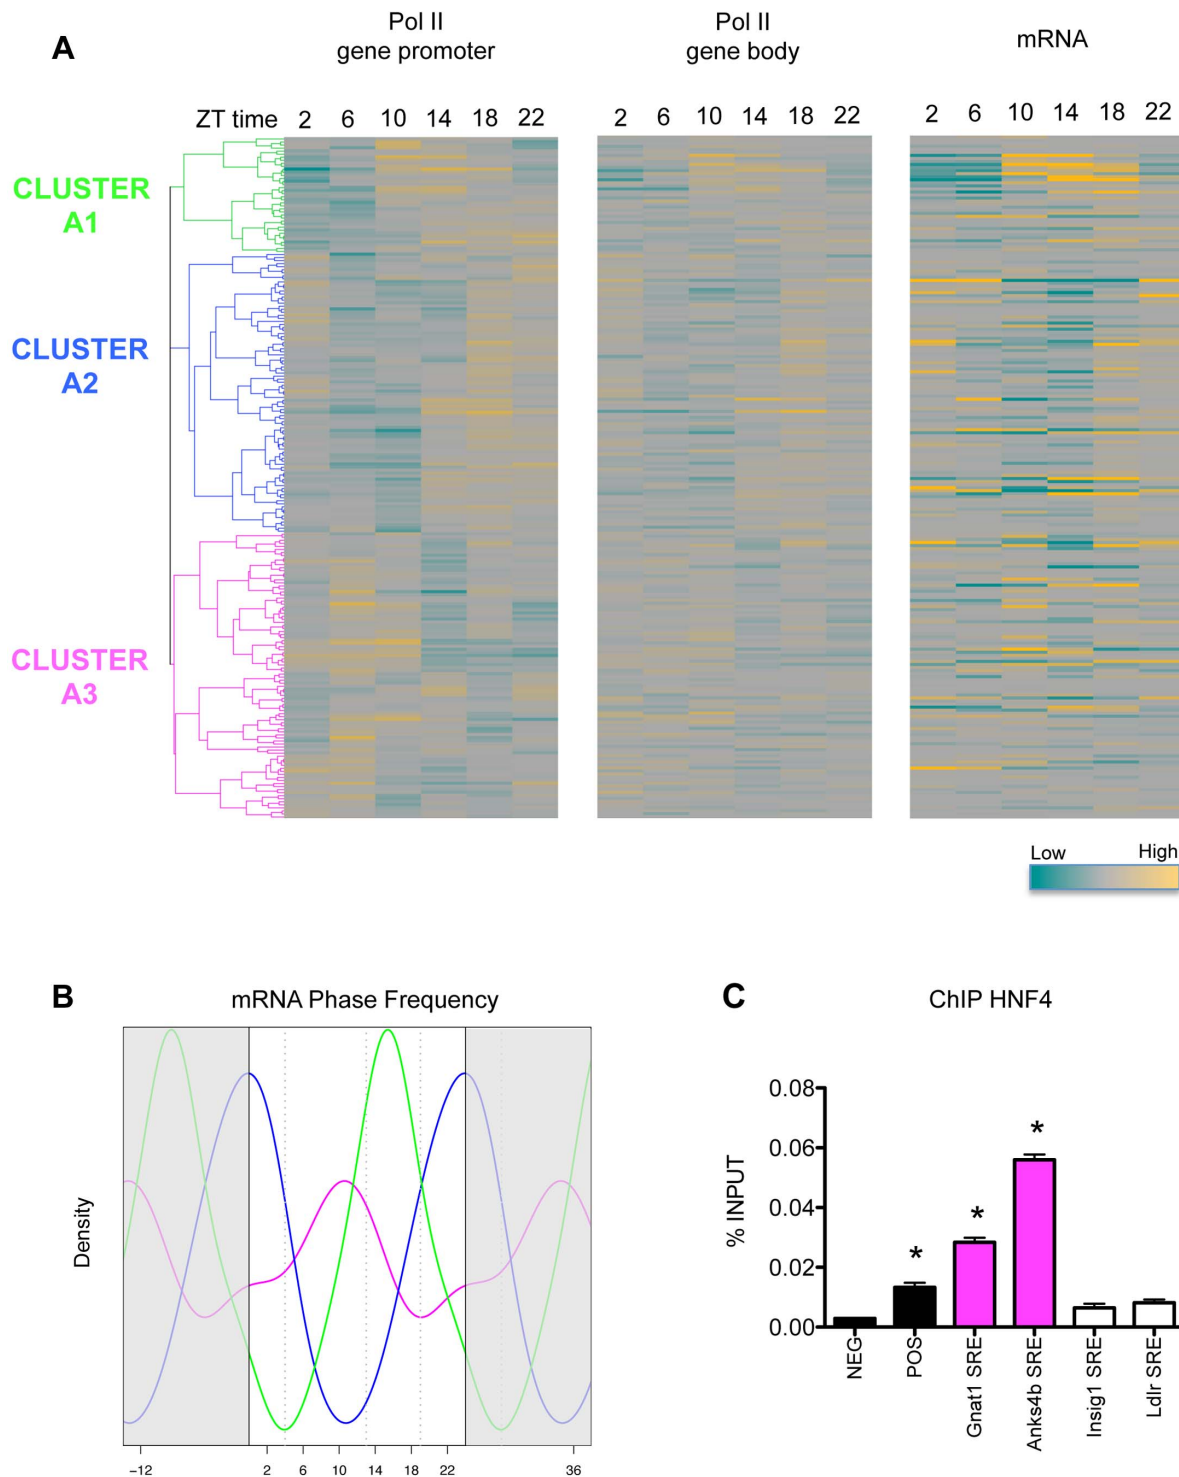 A
Pol II
gene promoter
Pol II
gene body
mRNA
ZT time 2 6 10 14 18 22
2 6 10 14 18 22
2 6 10 14 18 22
CLUSTER
A1
CLUSTER
A2
CLUSTER
A3
Low High
B
mRNA Phase Frequency
Density
−12 2 6 10 14 18 22 36
C
ChIP HNF4
% INPUT
0.08
0.06
0.04
0.02
0.00
*
*
*
NEG
POS
Gnat1 SRE
Anks4b SRE
Insig1 SRE
Ldlr SRE